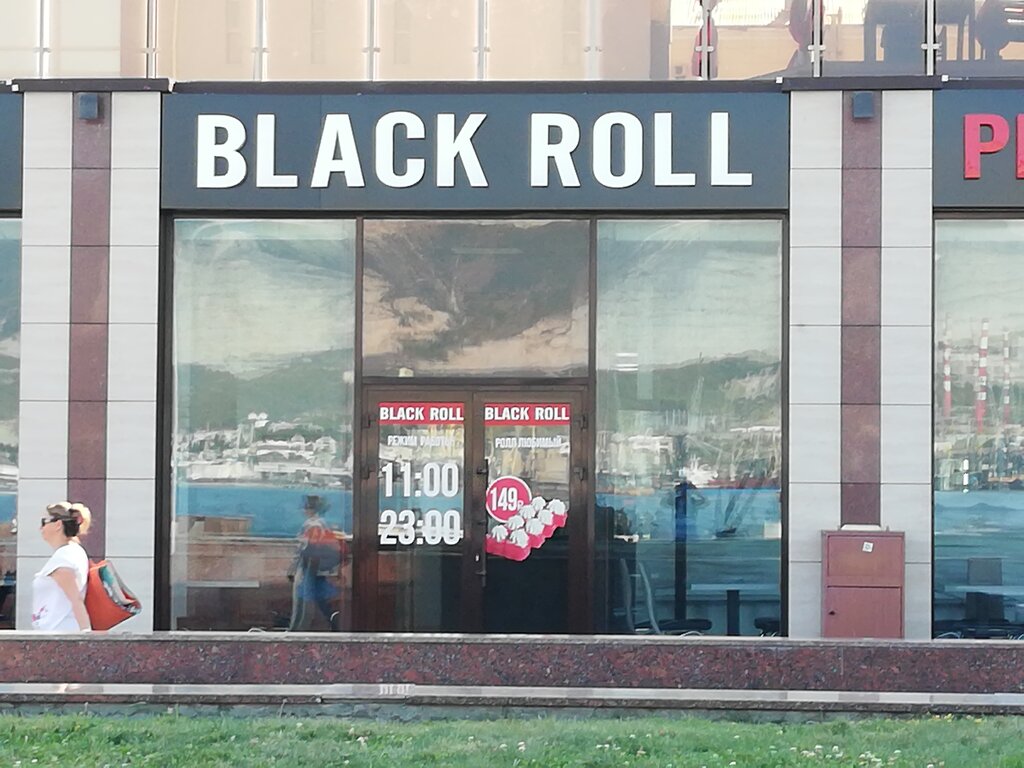 BLACK ROLL
BLACK ROLL
РЕЖИМ РАБОТЫ
11:00
23:00
BLACK ROLL
РОЛЛ ЛЮБИМЫЙ
149₽